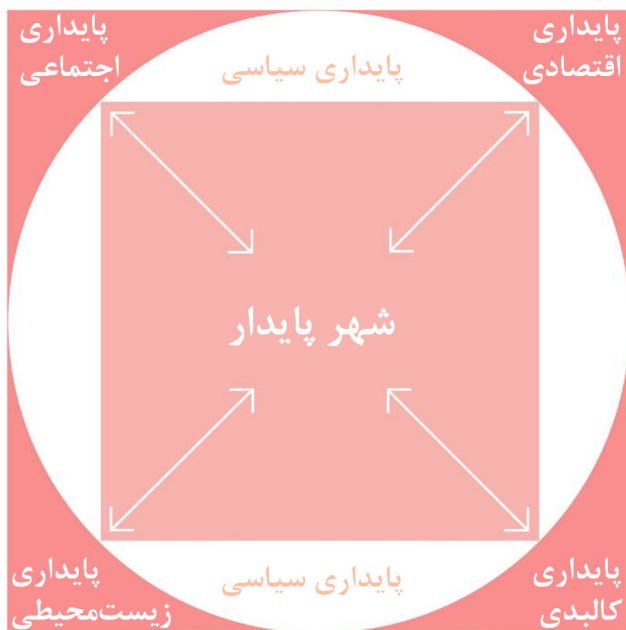 پایداری
اقتصادی
پایداری سیاسی
پایداری
اجتماعی
شهر پایدار
پایداری
کالبدی
پایداری سیاسی
پایداری
زیست‌محیطی